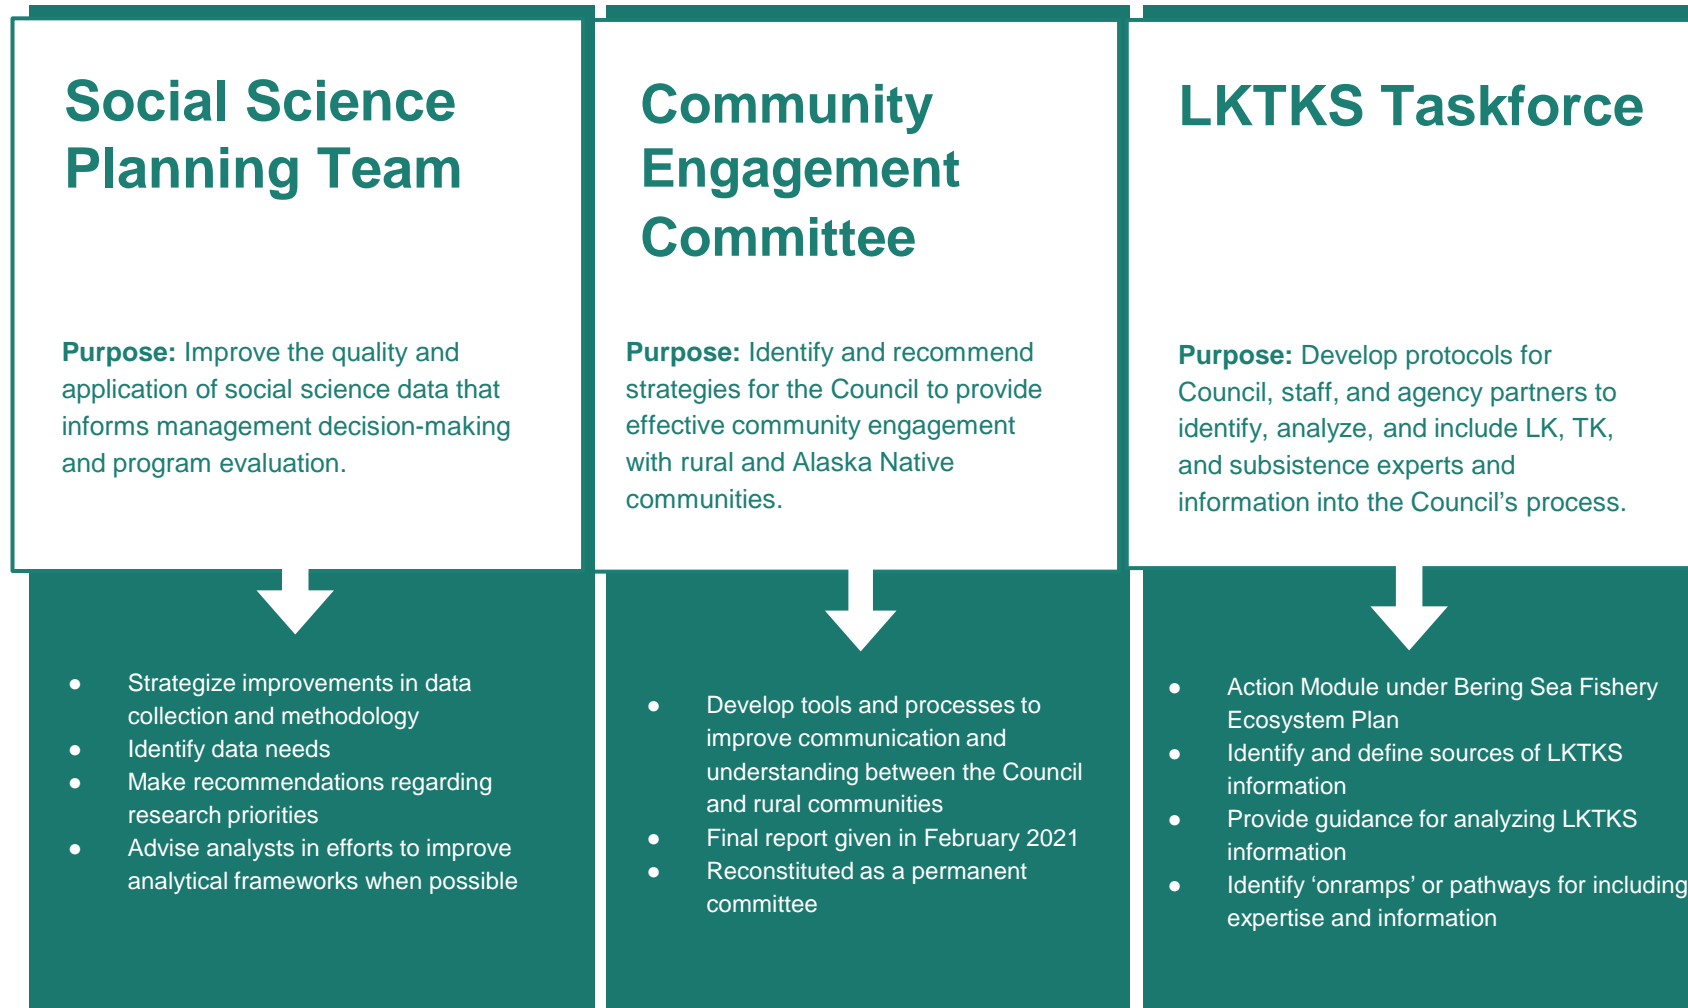 Social Science
Planning Team
Purpose: Improve the quality and
application of social science data that
informs management decision-making
and program evaluation.
● Strategize improvements in data
collection and methodology
● Identify data needs
● Make recommendations regarding
research priorities
● Advise analysts in efforts to improve
analytical frameworks when possible
Community
Engagement
Committee
Purpose: Identify and recommend
strategies for the Council to provide
effective community engagement
with rural and Alaska Native
communities.
● Develop tools and processes to
improve communication and
understanding between the Council
and rural communities
● Final report given in February 2021
● Reconstituted as a permanent
committee
LKTKS Taskforce
Purpose: Develop protocols for
Council, staff, and agency partners to
identify, analyze, and include LK, TK,
and subsistence experts and
information into the Council’s process.
● Action Module under Bering Sea Fishery
Ecosystem Plan
● Identify and define sources of LKTKS
information
● Provide guidance for analyzing LKTKS
information
● Identify ‘onramps’ or pathways for including
expertise and information